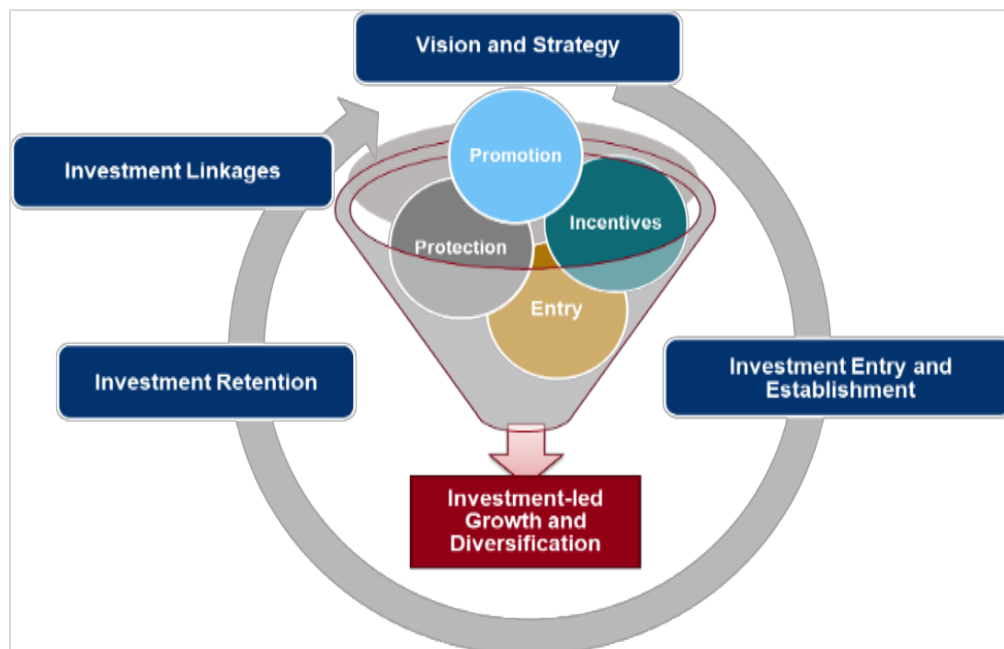 Vision and Strategy
Promotion
Investment Linkages
Incentives
Protection
Entry
Investment Retention
Investment Entry and
Establishment
Investment-led
Growth and
Diversification